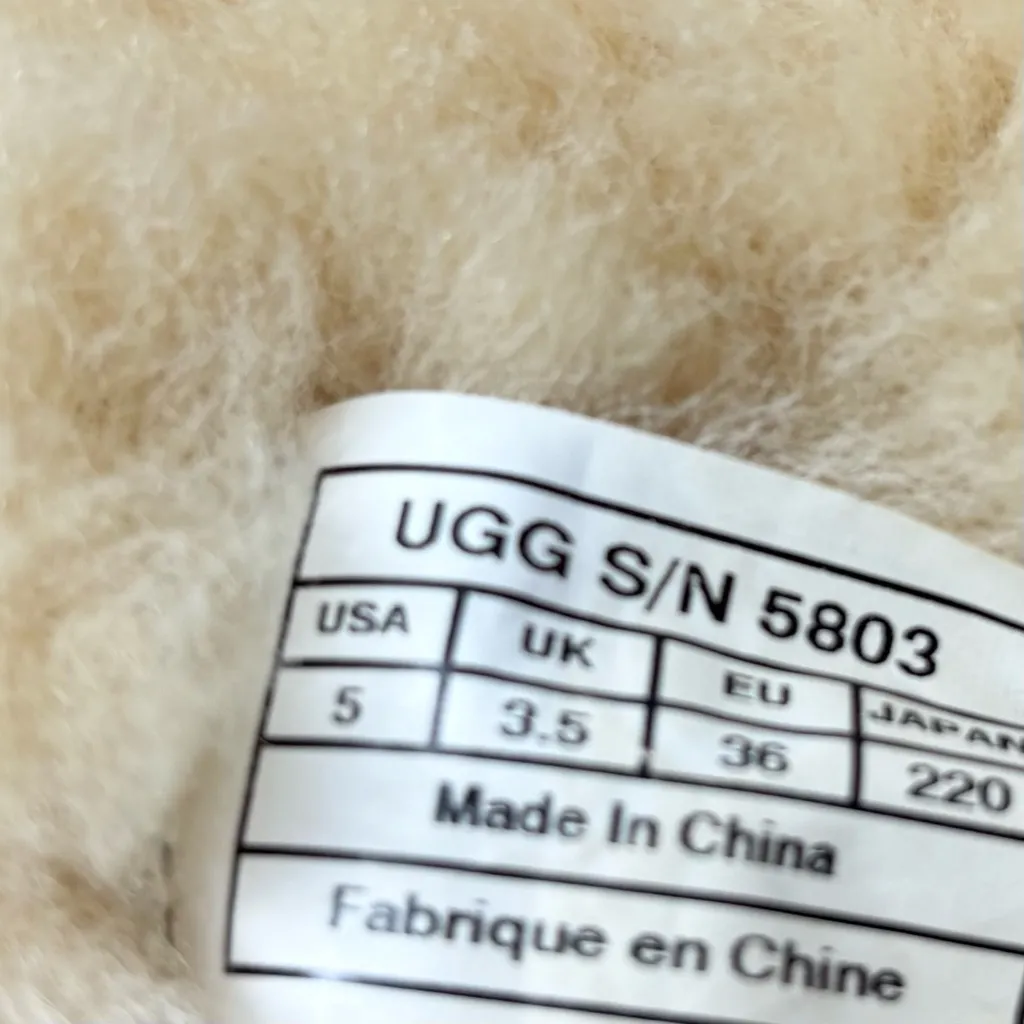 UGG S/N 5803
USA UK EU JAPAN
5 3.5 36 220
Made In China
Fabrique en Chine